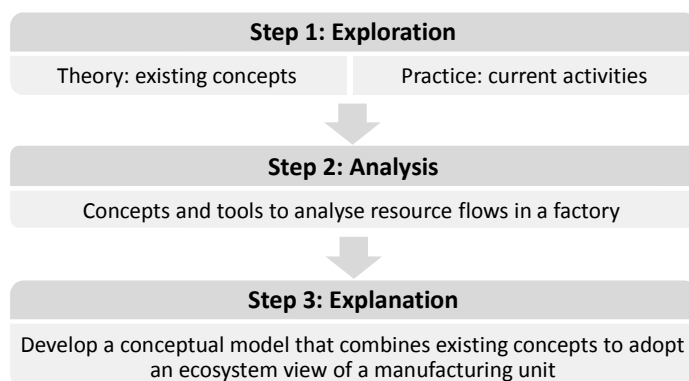 Step 1: Exploration
Theory: existing concepts
Practice: current activities
Step 2: Analysis
Concepts and tools to analyse resource flows in a factory
Step 3: Explanation
Develop a conceptual model that combines existing concepts to adopt
an ecosystem view of a manufacturing unit